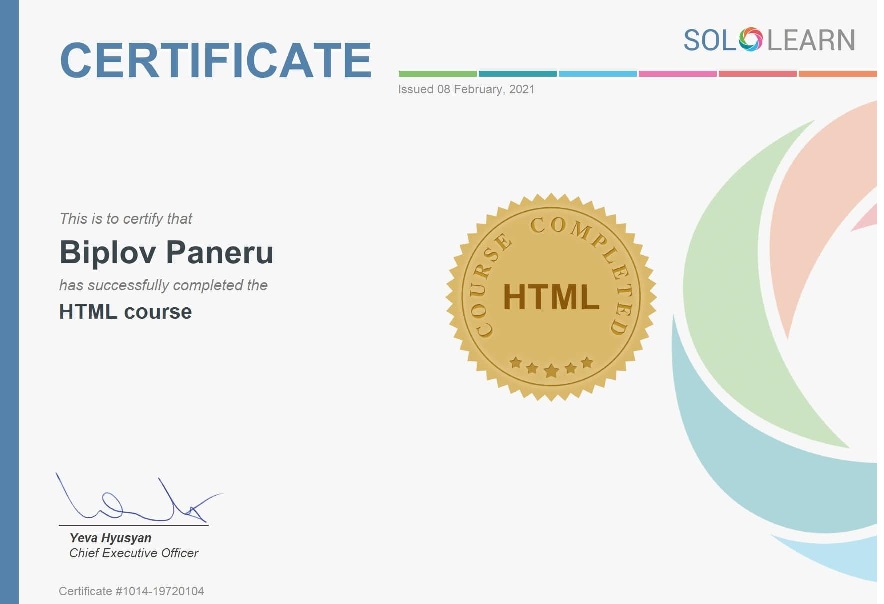 CERTIFICATE
SOLOLEARN
Issued 08 February, 2021
This is to certify that
Biplov Paneru
has successfully completed the
HTML course
COURSE COMPLETED
HTML
Yeva Hyusyan
Chief Executive Officer
Certificate #1014-19720104